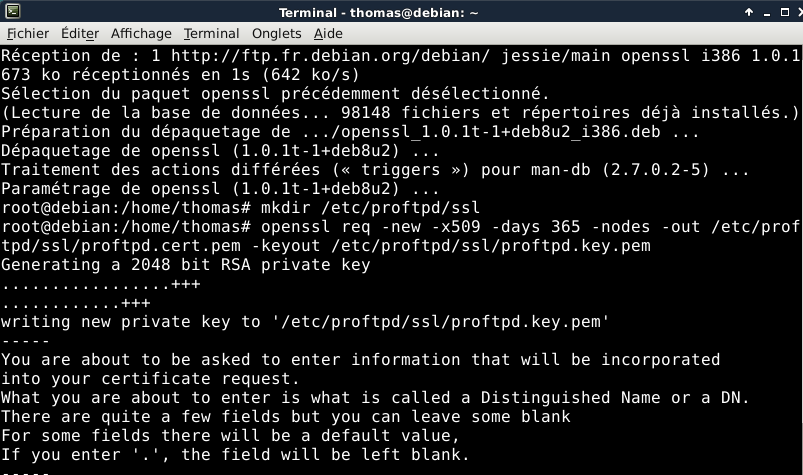 Terminal - thomas@debian: ~
Fichier Éditer Affichage Terminal Onglets Aide
Réception de : 1 http://ftp.fr.debian.org/debian/ jessie/main openssl i386 1.0.1
673 ko réceptionnés en 1s (642 ko/s)
Sélection du paquet openssl précédemment désélectionné.
(Lecture de la base de données... 98148 fichiers et répertoires déjà installés.)
Préparation du dépaquetage de .../openssl_1.0.1t-1+deb8u2_i386.deb ...
Dépaquetage de openssl (1.0.1t-1+deb8u2) ...
Traitement des actions différées (« triggers ») pour man-db (2.7.0.2-5) ...
Paramétrage de openssl (1.0.1t-1+deb8u2) ...
root@debian:/home/thomas# mkdir /etc/proftpd/ssl
root@debian:/home/thomas# openssl req -new -x509 -days 365 -nodes -out /etc/prof
tpd/ssl/proftpd.cert.pem -keyout /etc/proftpd/ssl/proftpd.key.pem
Generating a 2048 bit RSA private key
.................+++
............+++
writing new private key to '/etc/proftpd/ssl/proftpd.key.pem'
-----
You are about to be asked to enter information that will be incorporated
into your certificate request.
What you are about to enter is what is called a Distinguished Name or a DN.
There are quite a few fields but you can leave some blank
For some fields there will be a default value,
If you enter '.', the field will be left blank.
-----